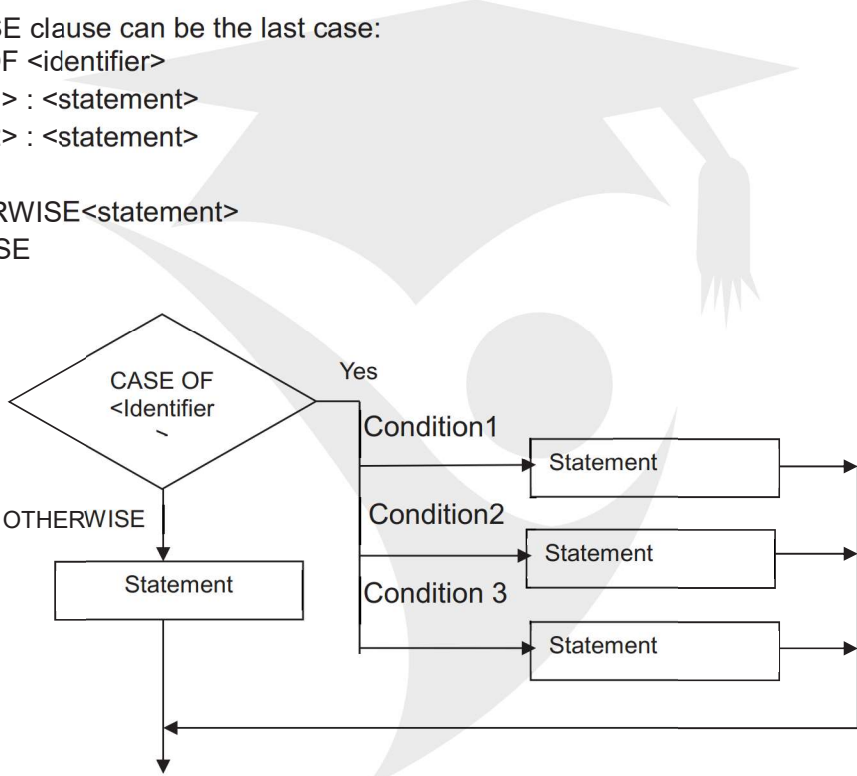 SE clause can be the last case:
F <identifier>
> : <statement>
> : <statement>
RWISE<statement>
SE
CASE OF
<Identifier
Yes
Condition1
Statement
OTHERWISE
Condition2
Statement
Statement
Condition 3
Statement